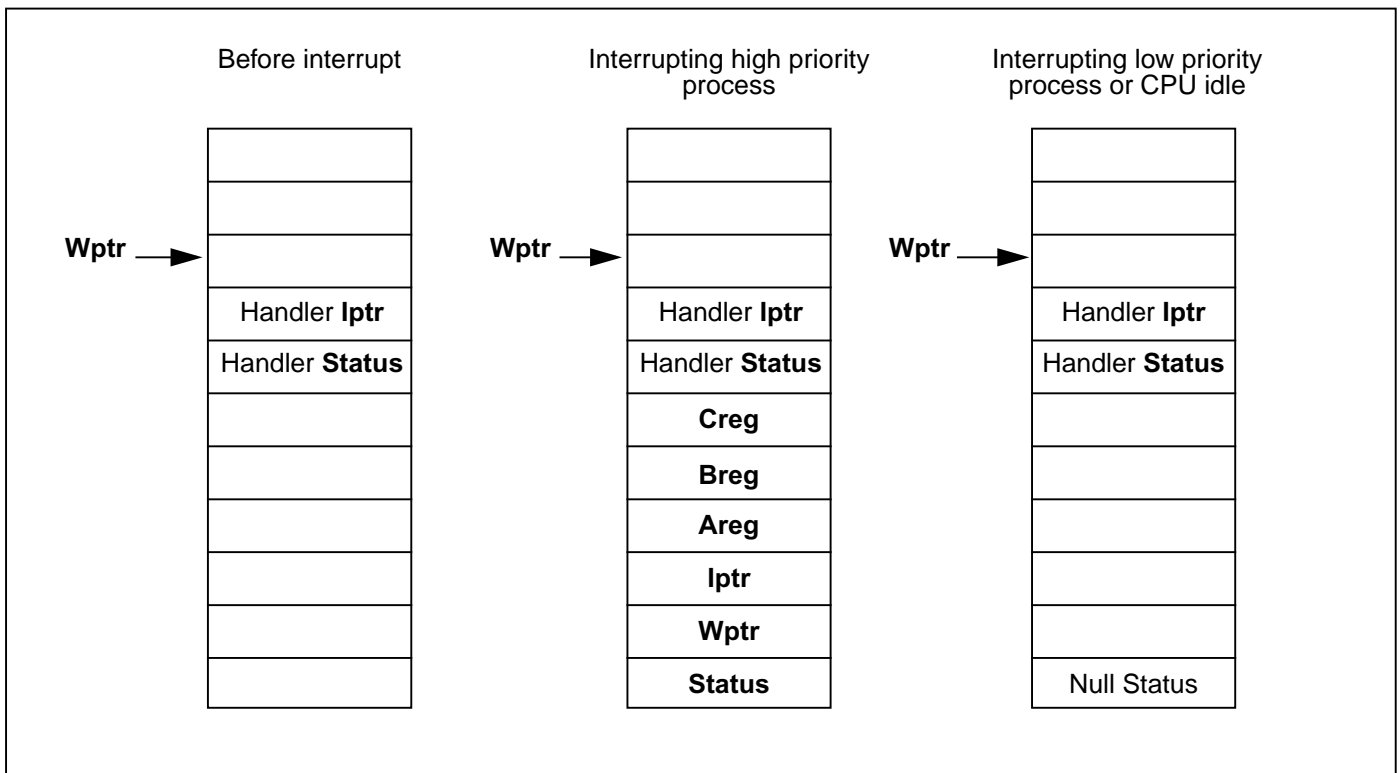 Before interrupt
Interrupting high priority
process
Interrupting low priority
process or CPU idle
Wptr
Handler Iptr
Handler Status
Wptr
Handler Iptr
Handler Status
Creg
Breg
Areg
Iptr
Wptr
Status
Wptr
Handler Iptr
Handler Status
Null Status